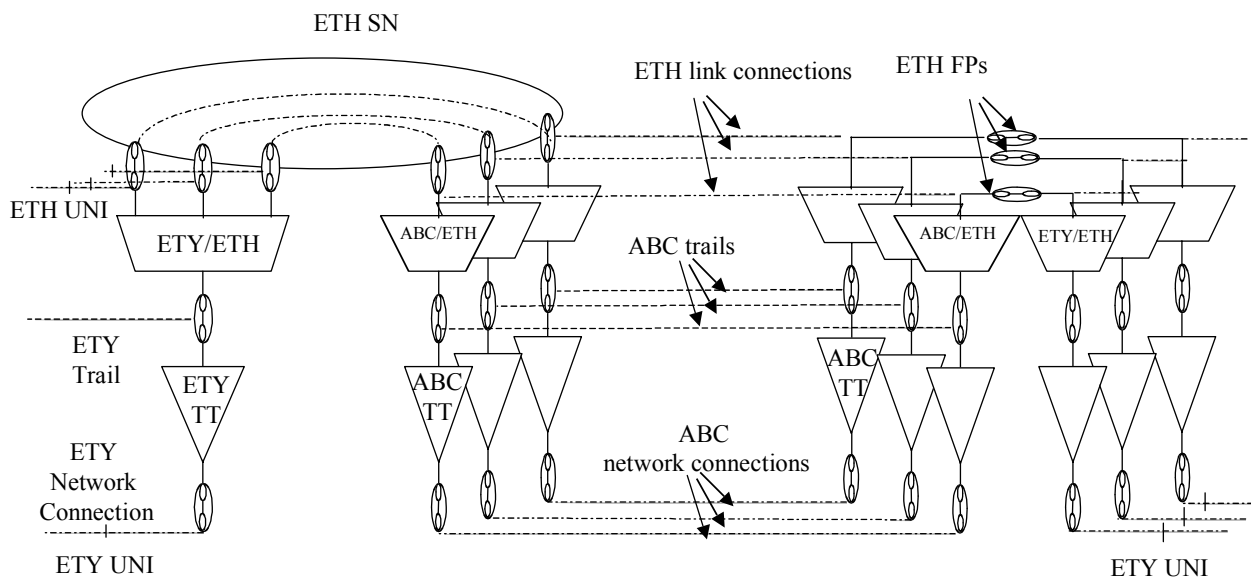 ETH SN
ETH link connections
ETH FPs
ETH UNI
ETY/ETH
ABC/ETH
ABC/ETH
ETY/ETH
ABC trails
ETY
Trail
ETY
TT
ABC
TT
ABC
TT
ETY
Network
Connection
ABC
network connections
ETY UNI
ETY UNI